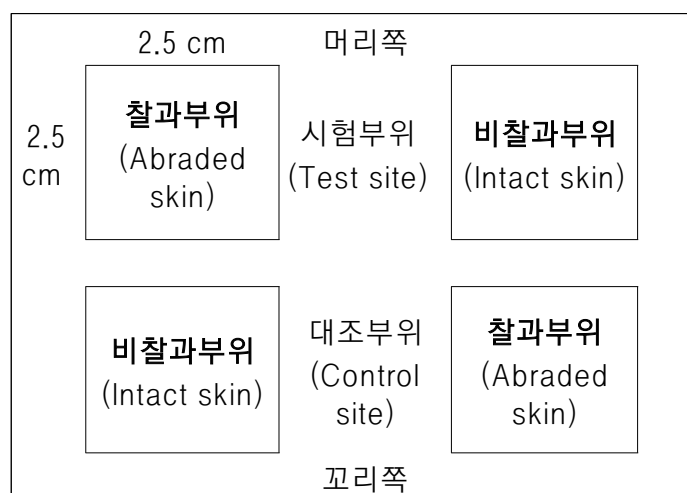 2.5 cm
머리쪽
2.5
cm
찰과부위
(Abraded
skin)
시험부위
(Test site)
비찰과부위
(Intact skin)
비찰과부위
(Intact skin)
대조부위
(Control
site)
찰과부위
(Abraded
skin)
꼬리쪽